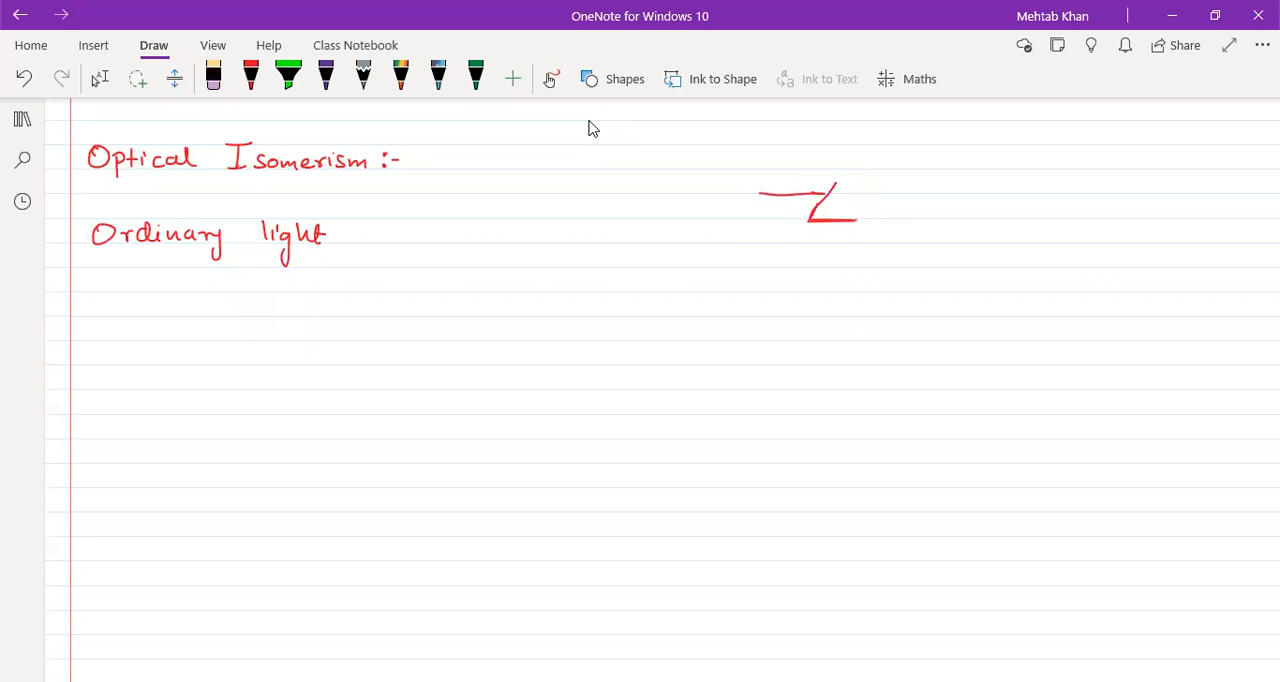 OneNote for Windows 10 Mehtab Khan
Home Insert Draw View Help Class Notebook Share
Shapes Ink to Shape Ink to Text Maths
Optical Isomerism :-
Ordinary light